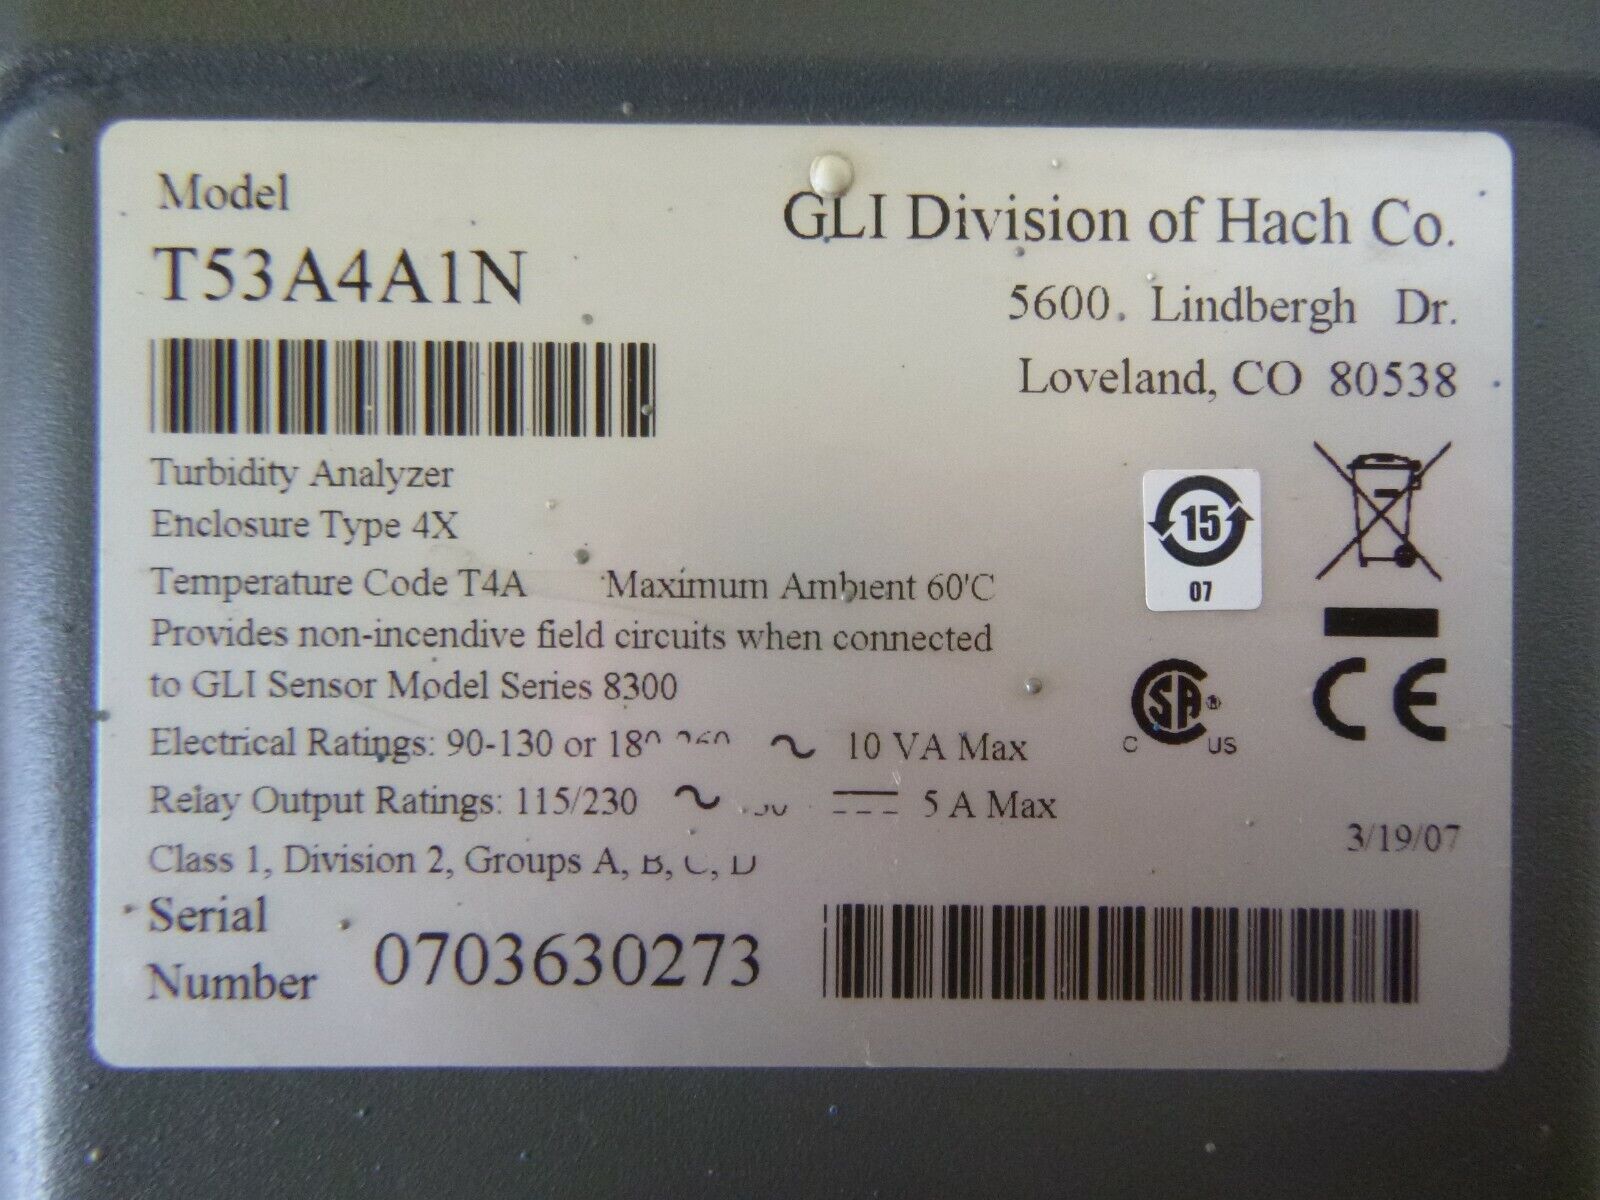 Model
T53A4A1N
GLI Division of Hach Co.
5600. Lindbergh Dr.
Loveland, CO 80538
Turbidity Analyzer
Enclosure Type 4X
Temperature Code T4A Maximum Ambient 60'C
Provides non-incendive field circuits when connected
to GLI Sensor Model Series 8300
15
07
CE
SA ®
C US
Electrical Ratings: 90-130 or ~ 10 VA Max
Relay Output Ratings: 115/230 ~ 5 A Max
Class 1, Division 2, Groups A, B, C, D
3/19/07
Serial
Number
0703630273